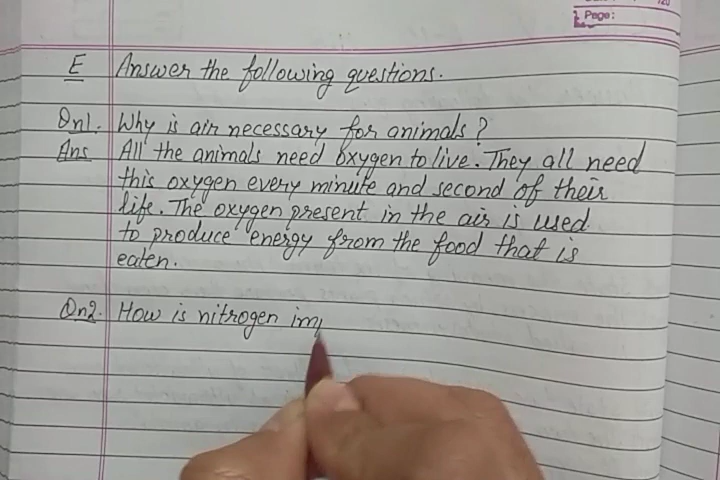 120
Page:
E Answer the following questions.
Qn1. Why is air necessary for animals?
Ans All the animals need oxygen to live. They all need
this oxygen every minute and second of their
life. The oxygen present in the air is used
to produce energy from the food that is
eaten.
Qn2. How is nitrogen im